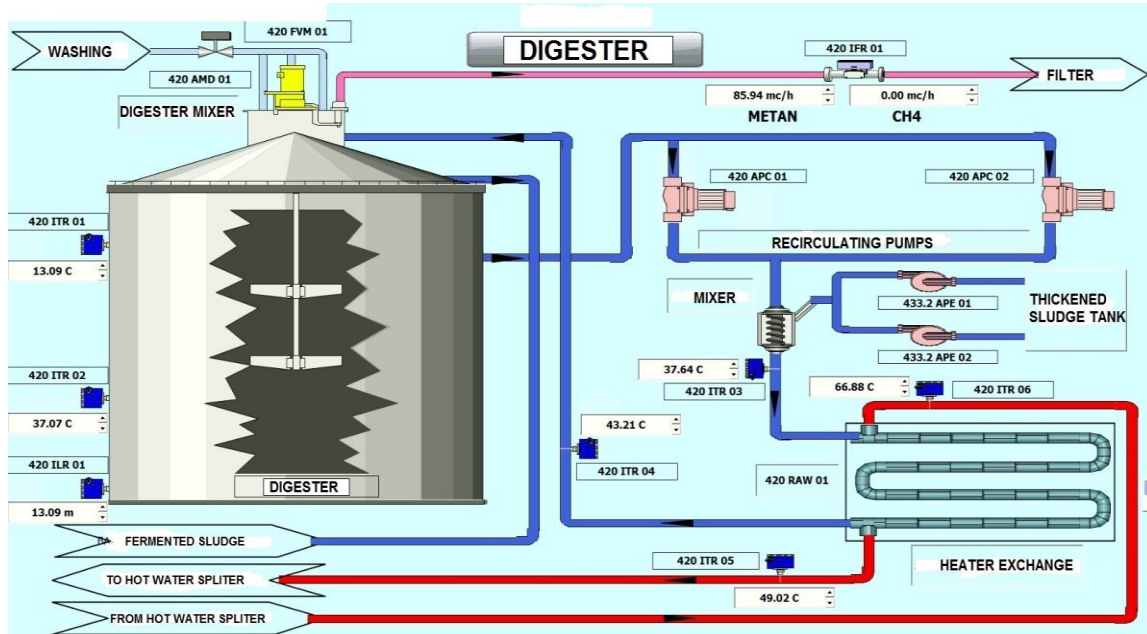 420 FVM 01
WASHING
DIGESTER
420 IFR 01
FILTER
420 AMD 01
85.94 mc/h
0.00 mc/h
METAN
CH4
DIGESTER MIXER
420 APC 01
420 APC 02
420 ITR 01
13.09 C
RECIRCULATING PUMPS
MIXER
433.2 APE 01
THICKENED
SLUDGE TANK
433.2 APE 02
420 ITR 02
37.07 C
37.64 C
420 ITR 03
66.88 C
420 ITR 06
43.21 C
420 ITR 04
420 ILR 01
13.09 m
DIGESTER
420 RAW 01
FERMENTED SLUDGE
420 ITR 05
HEATER EXCHANGE
TO HOT WATER SPLITER
49.02 C
FROM HOT WATER SPLITER